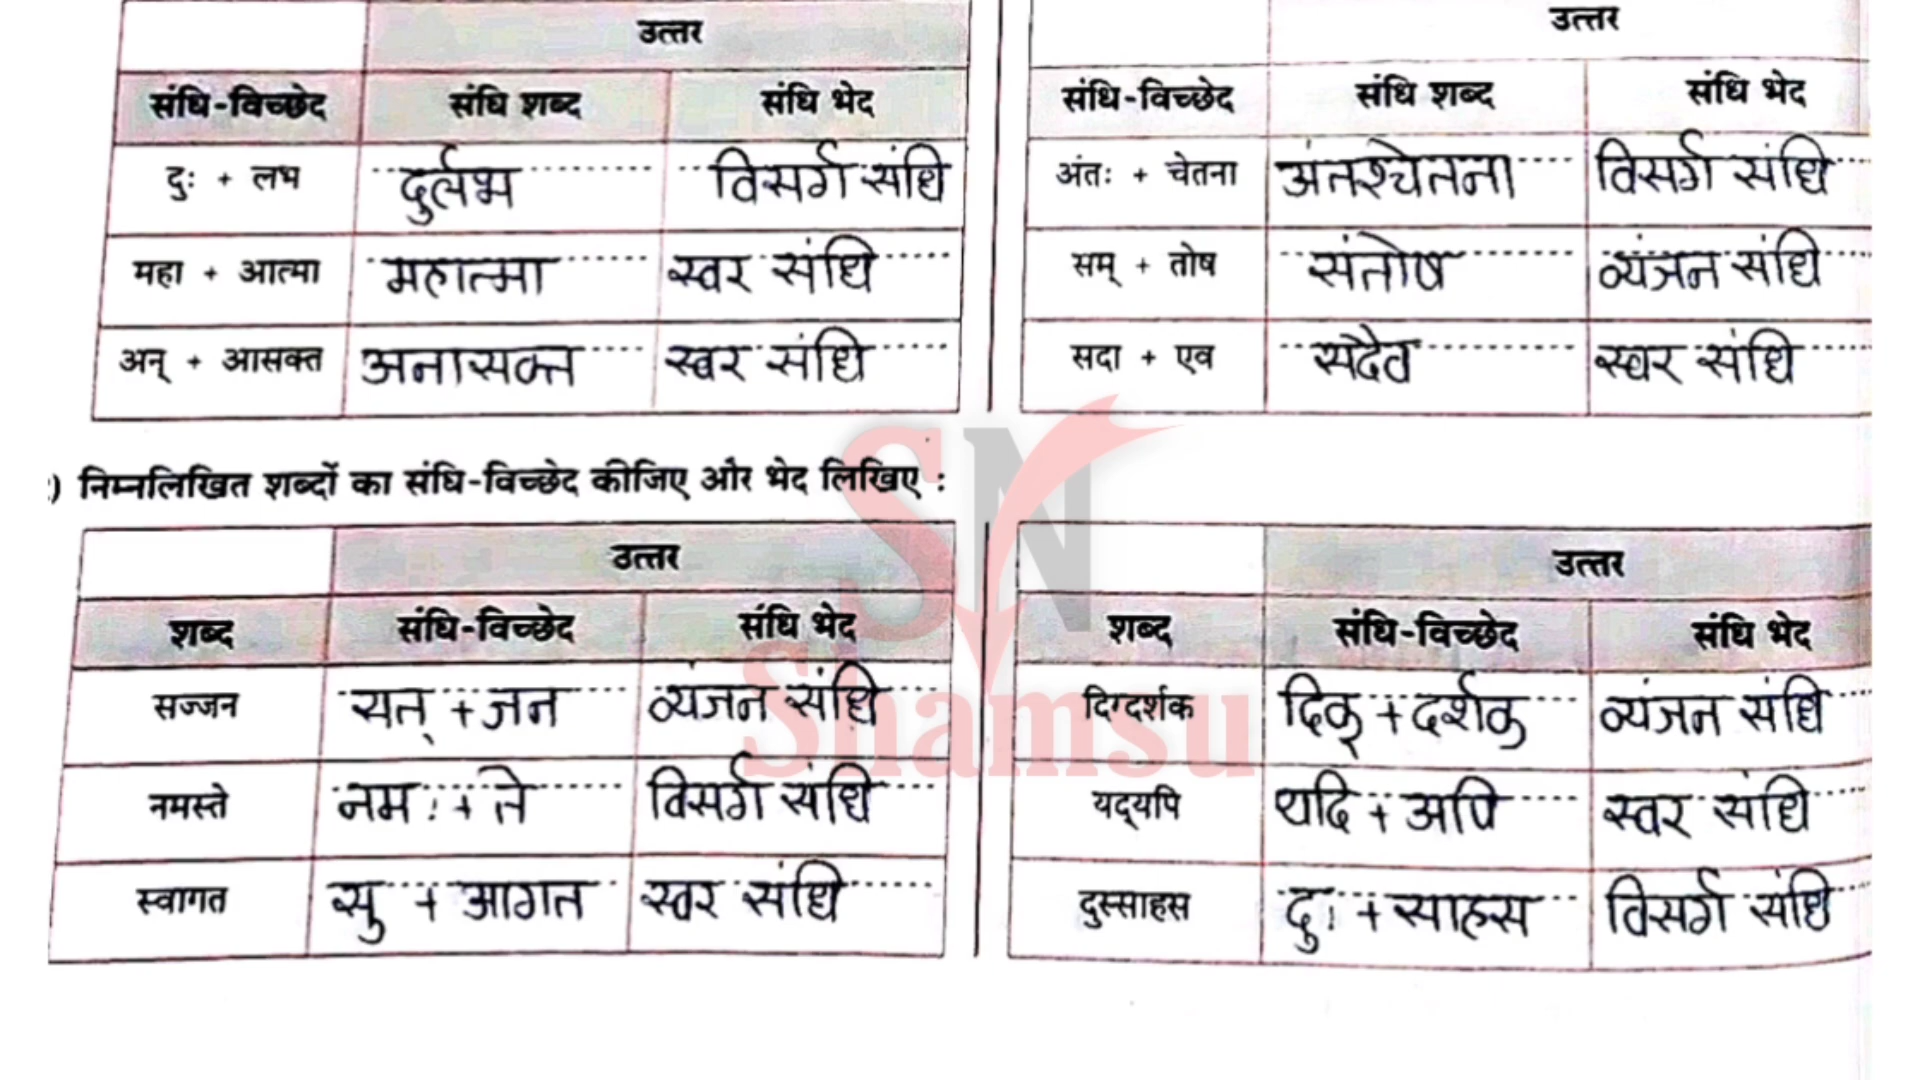 उत्तर
संधि-विच्छेद संधि शब्द संधि भेद
दुः + लभ दुर्लभ विसर्ग संधि
महा + आत्मा महात्मा स्वर संधि
अन् + आसक्त अनासक्त स्वर संधि
उत्तर
संधि-विच्छेद संधि शब्द संधि भेद
अंतः + चेतना अंतश्चेतना विसर्ग संधि
सम् + तोष संतोष व्यंजन संधि
सदा + एव सदैव स्वर संधि
) निम्नलिखित शब्दों का संधि-विच्छेद कीजिए और भेद लिखिए :
उत्तर
शब्द संधि-विच्छेद संधि भेद
सज्जन सत् + जन व्यंजन संधि
नमस्ते नमः + ते विसर्ग संधि
स्वागत सु + आगत स्वर संधि
उत्तर
शब्द संधि-विच्छेद संधि भेद
दिग्दर्शक दिक् + दर्शक व्यंजन संधि
यद्‌यपि यदि + अपि स्वर संधि
दुस्साहस दुः + साहस विसर्ग संधि
SN
Shamsu